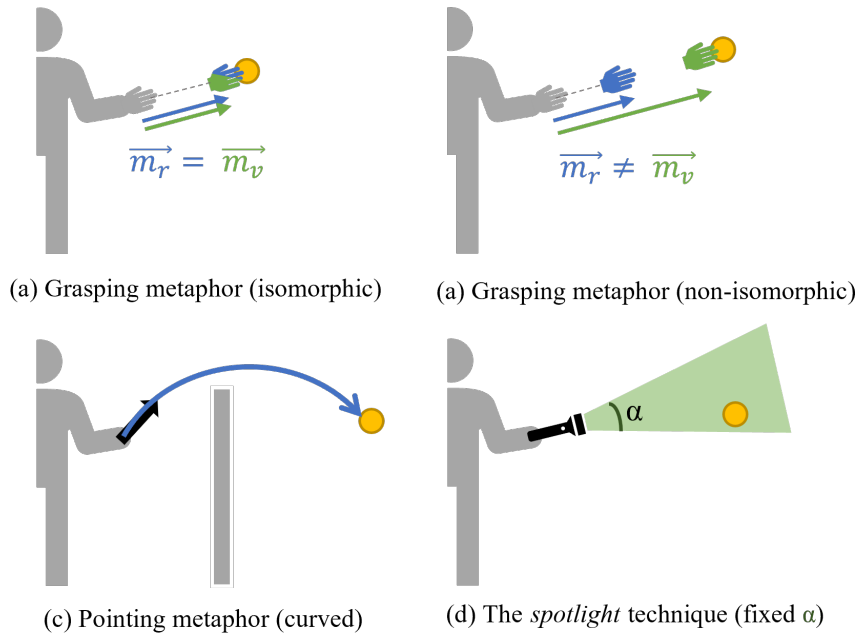 m_r = m_v
m_r ≠ m_v
(a) Grasping metaphor (isomorphic)
(a) Grasping metaphor (non-isomorphic)
α
(c) Pointing metaphor (curved)
(d) The spotlight technique (fixed α)